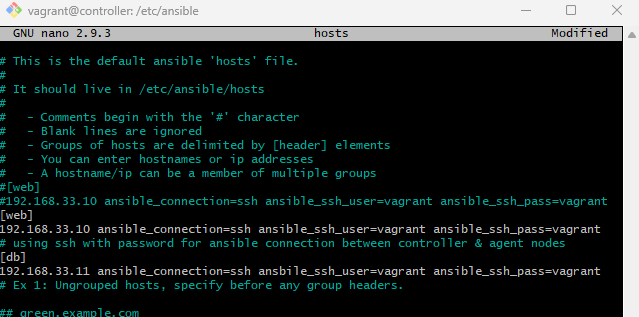 vagrant@controller: /etc/ansible
GNU nano 2.9.3 hosts Modified
# This is the default ansible 'hosts' file.
#
# It should live in /etc/ansible/hosts
#
#   - Comments begin with the '#' character
#   - Blank lines are ignored
#   - Groups of hosts are delimited by [header] elements
#   - You can enter hostnames or ip addresses
#   - A hostname/ip can be a member of multiple groups
#[web]
#192.168.33.10 ansible_connection=ssh ansible_ssh_user=vagrant ansible_ssh_pass=vagrant
[web]
192.168.33.10 ansible_connection=ssh ansible_ssh_user=vagrant ansible_ssh_pass=vagrant
# using ssh with password for ansible connection between controller & agent nodes
[db]
192.168.33.11 ansible_connection=ssh ansbile_ssh_user=vagrant ansbile_ssh_pass=vagrant
# Ex 1: Ungrouped hosts, specify before any group headers.
## green.example.com